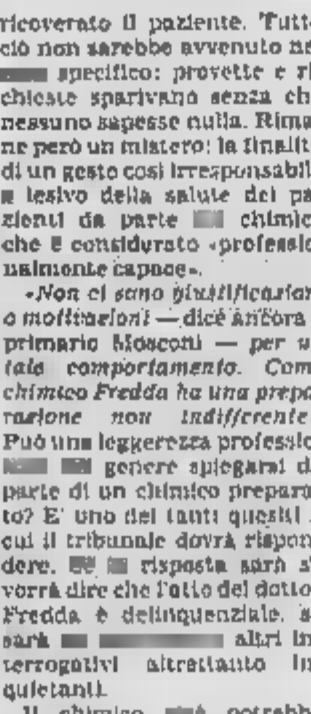 ricoverato il paziente. Tutt
ciò non sarebbe avvenuto ne
specifico: provette e ri
chieste sparivano senza ch
nessuno sapesse nulla. Rima
ne però un mistero: la finalit
di un gesto così irresponsabil
e lesivo della salute dei pa
zienti da parte chimic
che è considerato «professio
nalmente capace».
«Non ci sono giustificazion
o motivazioni — dice ancora
primario Mosconi — per u
tale comportamento. Com
chimico Fredda ha una prepa
razione non indifferente
Può una leggerezza professio
genere spiegarsi d
parte di un chimico prepara
to? E' uno dei tanti quesiti
cui il tribunale dovrà rispon
dere. risposta sarà s
vorrà dire che l'atto del dotto
Fredda è delinquenziale, s
sarà altri in
terrogativi altrettanto in
quietanti.
Il chimico potrebb